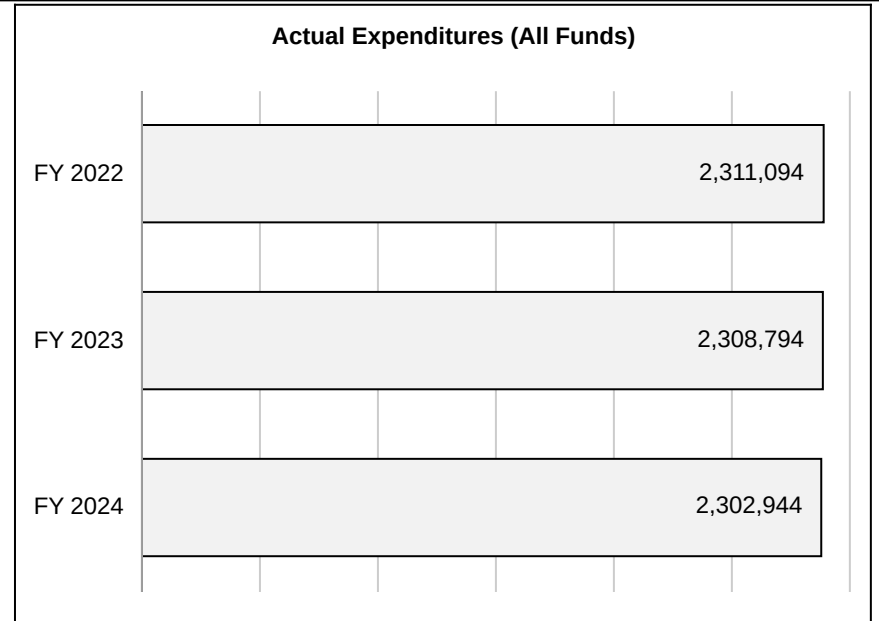 Actual Expenditures (All Funds)
FY 2022 2,311,094
FY 2023 2,308,794
FY 2024 2,302,944